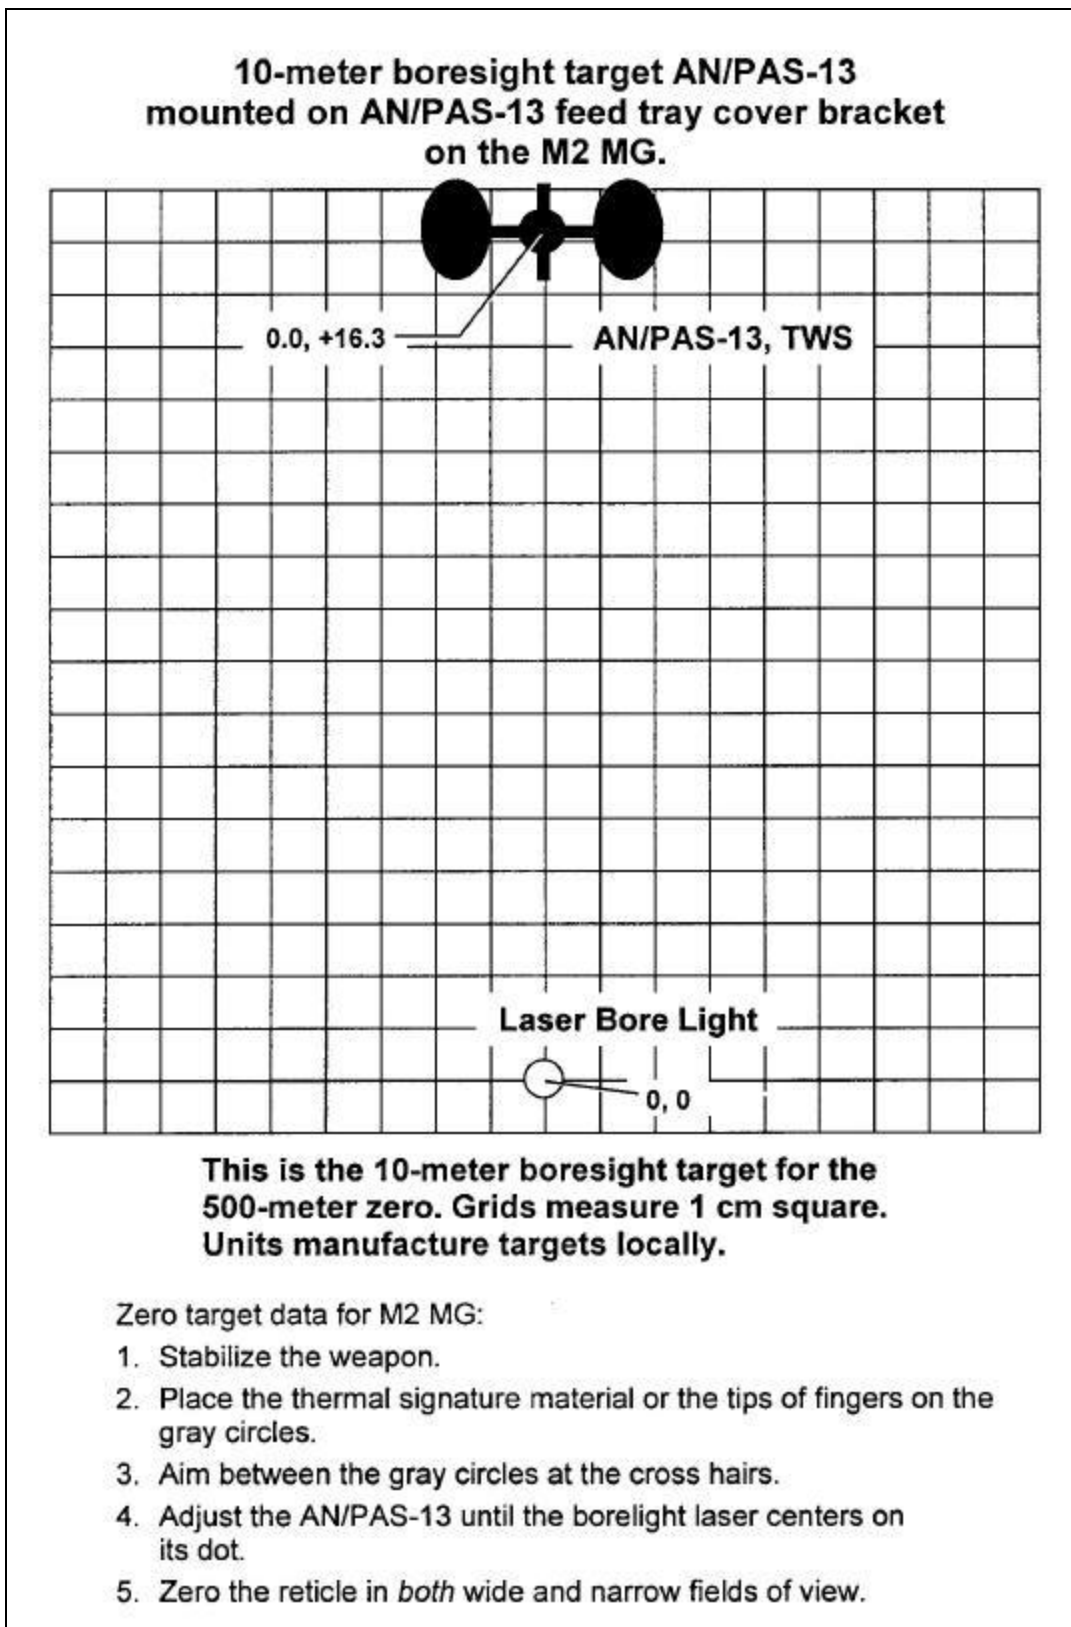 10-meter boresight target AN/PAS-13
mounted on AN/PAS-13 feed tray cover bracket
on the M2 MG.
0.0, +16.3
AN/PAS-13, TWS
Laser Bore Light
0, 0
This is the 10-meter boresight target for the
500-meter zero. Grids measure 1 cm square.
Units manufacture targets locally.
Zero target data for M2 MG:
1. Stabilize the weapon.
2. Place the thermal signature material or the tips of fingers on the
gray circles.
3. Aim between the gray circles at the cross hairs.
4. Adjust the AN/PAS-13 until the borelight laser centers on
its dot.
5. Zero the reticle in both wide and narrow fields of view.